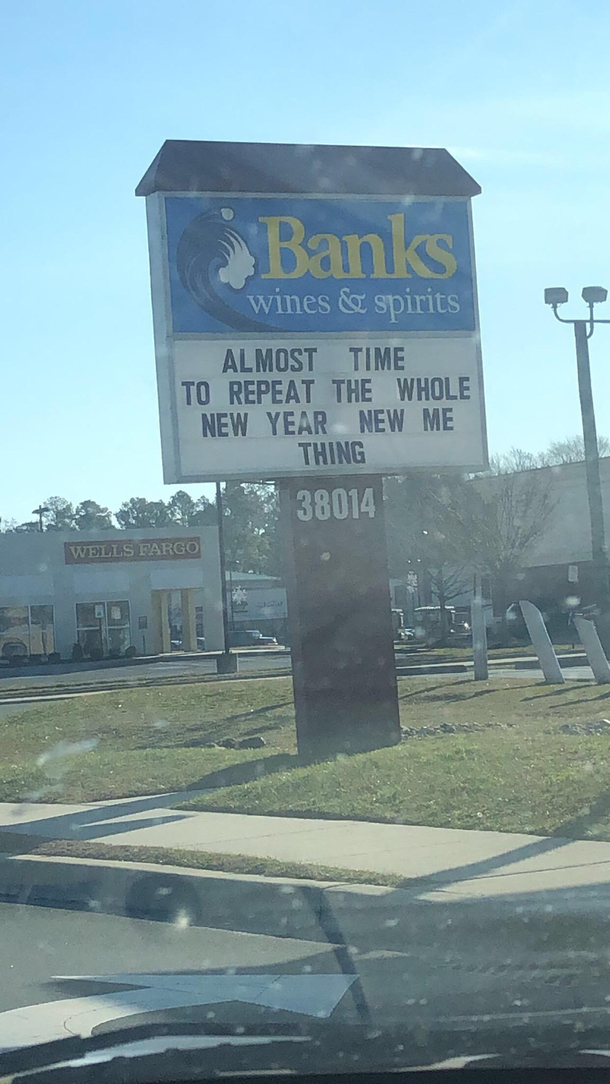 Banks
wines & spirits
ALMOST TIME
TO REPEAT THE WHOLE
NEW YEAR NEW ME
THING
38014
WELLS FARGO